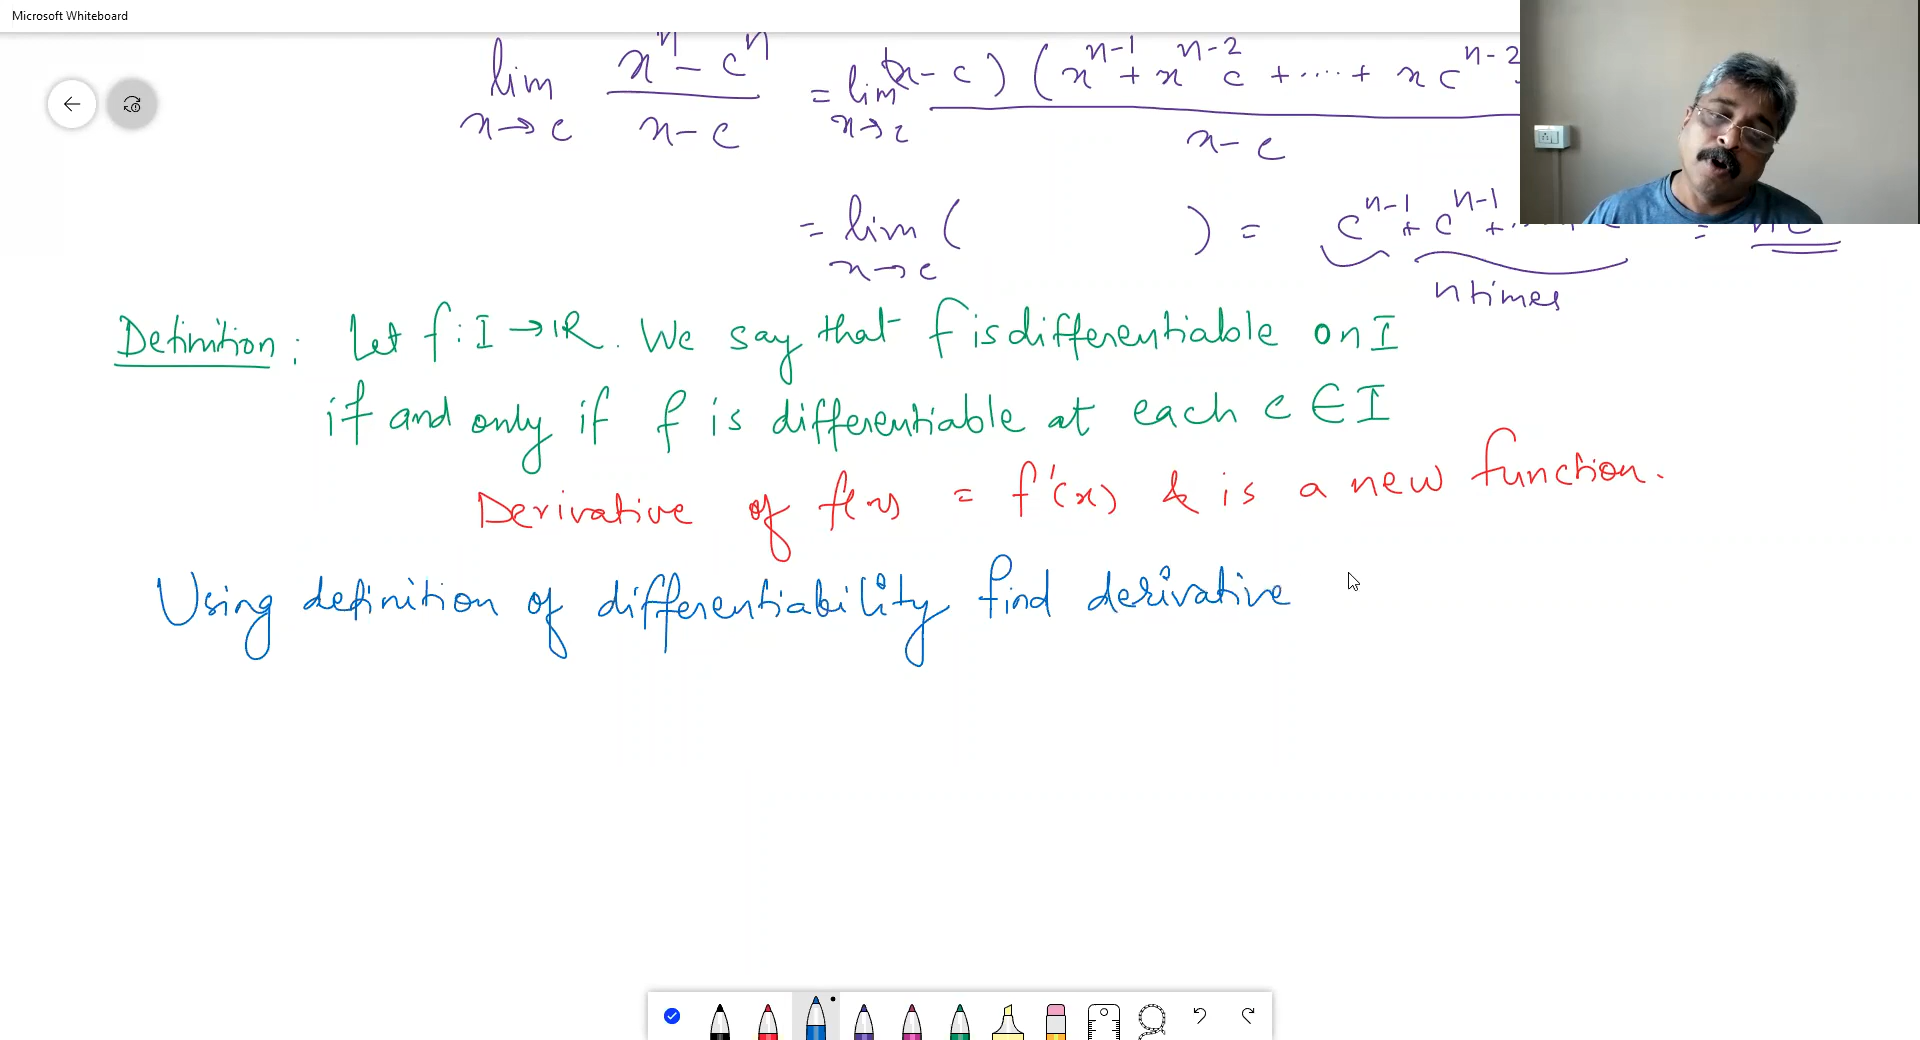 Microsoft Whiteboard
lim x→c (xⁿ - cⁿ)/(x - c) = lim x→c (x - c)(xⁿ⁻¹ + xⁿ⁻²c + ..... + xcⁿ⁻²)/(x - c)
= lim x→c ( ) = cⁿ⁻¹ + cⁿ⁻¹ + =
n times
Definition: Let f: I → ℝ. We say that f is differentiable on I
if and only if f is differentiable at each c ∈ I
Derivative of f(x) = f'(x) & is a new function.
Using definition of differentiability find derivative